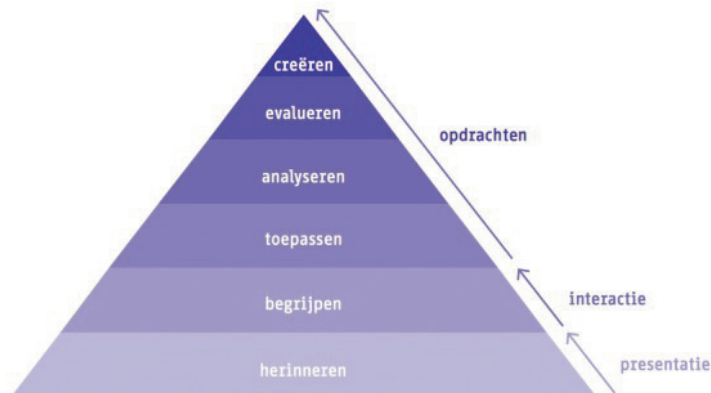 creëren
evalueren
opdrachten
analyseren
toepassen
interactie
begrijpen
presentatie
herinneren